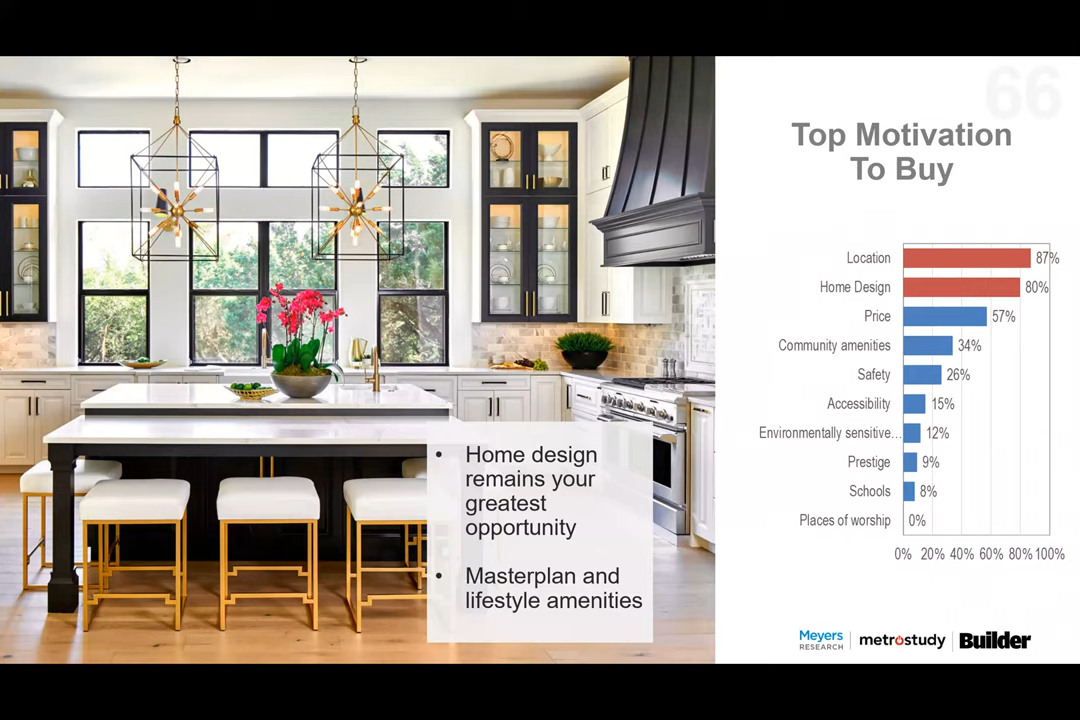 66
Top Motivation
To Buy
Location 87%
Home Design 80%
Price 57%
Community amenities 34%
Safety 26%
Accessibility 15%
Environmentally sensitive... 12%
Prestige 9%
Schools 8%
Places of worship 0%
0% 20% 40% 60% 80% 100%
• Home design
remains your
greatest
opportunity
• Masterplan and
lifestyle amenities
Meyers
RESEARCH
metrostudy
Builder